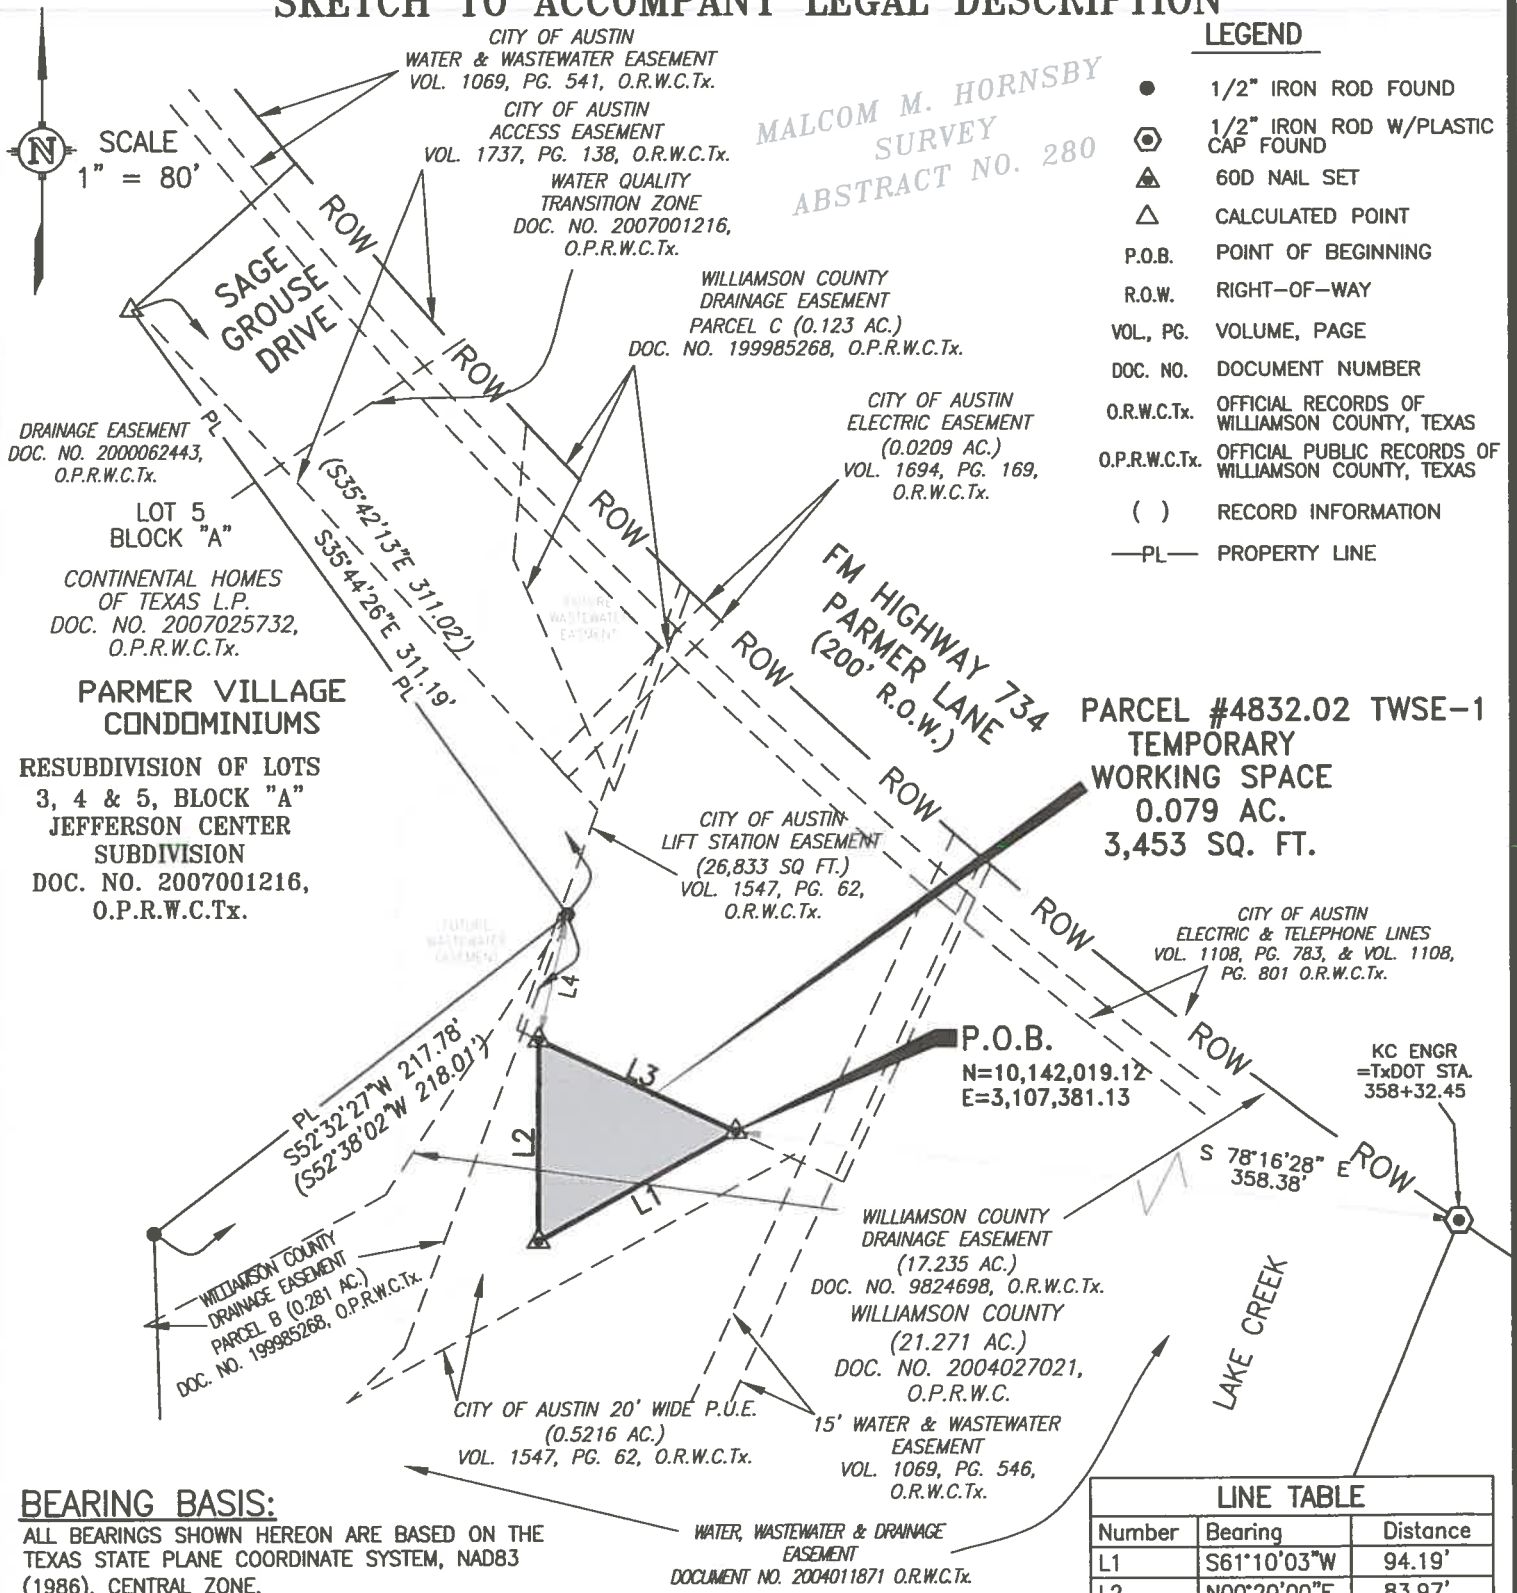 SKETCH TO ACCOMPANY LEGAL DESCRIPTION
N
SCALE
1" = 80'
CITY OF AUSTIN
WATER & WASTEWATER EASEMENT
VOL. 1069, PG. 541, O.R.W.C.Tx.
CITY OF AUSTIN
ACCESS EASEMENT
VOL. 1737, PG. 138, O.R.W.C.Tx.
WATER QUALITY
TRANSITION ZONE
DOC. NO. 2007001216,
O.P.R.W.C.Tx.
MALCOM M. HORNSBY
SURVEY
ABSTRACT NO. 280
LEGEND
1/2" IRON ROD FOUND
1/2" IRON ROD W/PLASTIC
CAP FOUND
60D NAIL SET
CALCULATED POINT
P.O.B. POINT OF BEGINNING
R.O.W. RIGHT-OF-WAY
VOL., PG. VOLUME, PAGE
DOC. NO. DOCUMENT NUMBER
O.R.W.C.Tx. OFFICIAL RECORDS OF
WILLIAMSON COUNTY, TEXAS
O.P.R.W.C.Tx. OFFICIAL PUBLIC RECORDS OF
WILLIAMSON COUNTY, TEXAS
( ) RECORD INFORMATION
PL PROPERTY LINE
ROW
SAGE
GROUSE
DRIVE
ROW
WILLIAMSON COUNTY
DRAINAGE EASEMENT
PARCEL C (0.123 AC.)
DOC. NO. 199985268, O.P.R.W.C.Tx.
CITY OF AUSTIN
ELECTRIC EASEMENT
(0.0209 AC.)
VOL. 1694, PG. 169,
O.R.W.C.Tx.
DRAINAGE EASEMENT
DOC. NO. 2000062443,
O.P.R.W.C.Tx.
PL
LOT 5
BLOCK "A"
CONTINENTAL HOMES
OF TEXAS L.P.
DOC. NO. 2007025732,
O.P.R.W.C.Tx.
(S35°42'13"E 311.02')
S35°44'26"E 311.19'
PL
ROW
FUTURE
WASTEWATER
EASMENT
FM HIGHWAY 734
PARMER LANE
(200' R.O.W.)
ROW
PARMER VILLAGE
CONDOMINIUMS
RESUBDIVISION OF LOTS
3, 4 & 5, BLOCK "A"
JEFFERSON CENTER
SUBDIVISION
DOC. NO. 2007001216,
O.P.R.W.C.Tx.
PARCEL #4832.02 TWSE-1
TEMPORARY
WORKING SPACE
0.079 AC.
3,453 SQ. FT.
ROW
CITY OF AUSTIN
LIFT STATION EASEMENT
(26,833 SQ FT.)
VOL. 1547, PG. 62,
O.R.W.C.Tx.
ROW
CITY OF AUSTIN
ELECTRIC & TELEPHONE LINES
VOL. 1108, PG. 783, & VOL. 1108,
PG. 801 O.R.W.C.Tx.
FUTURE
WASTEWATER
EASEMENT
L4
P.O.B.
N=10,142,019.12
E=3,107,381.13
ROW
KC ENGR
=TxDOT STA.
358+32.45
L3
L2
L1
PL
S52°32'27"W 217.78'
(S52°38'02"W 218.01')
S 78°16'28" E
358.38'
ROW
WILLIAMSON COUNTY
DRAINAGE EASEMENT
PARCEL B (0.281 AC.)
DOC. NO. 199985268, O.P.R.W.C.Tx.
WILLIAMSON COUNTY
DRAINAGE EASEMENT
(17.235 AC.)
DOC. NO. 9824698, O.R.W.C.Tx.
WILLIAMSON COUNTY
(21.271 AC.)
DOC. NO. 2004027021,
O.P.R.W.C.
LAKE CREEK
CITY OF AUSTIN 20' WIDE P.U.E.
(0.5216 AC.)
VOL. 1547, PG. 62, O.R.W.C.Tx.
15' WATER & WASTEWATER
EASEMENT
VOL. 1069, PG. 546,
O.R.W.C.Tx.
BEARING BASIS:
ALL BEARINGS SHOWN HEREON ARE BASED ON THE
TEXAS STATE PLANE COORDINATE SYSTEM, NAD83
(1986), CENTRAL ZONE.
WATER, WASTEWATER & DRAINAGE
EASEMENT
DOCUMENT NO. 2004011871 O.R.W.C.Tx.
LINE TABLE
Number Bearing Distance
L1 S61°10'03"W 94.19'
L2 N00°20'00"E 83.97'